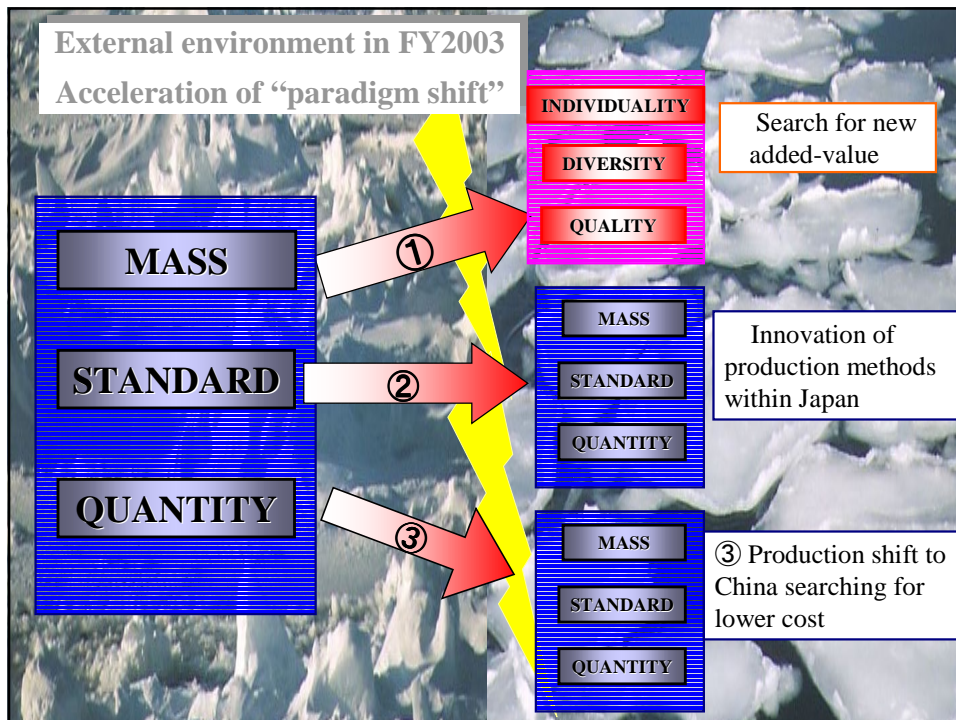 External environment in FY2003
Acceleration of “paradigm shift”
MASS
STANDARD
QUANTITY
①
②
③
INDIVIDUALITY
DIVERSITY
QUALITY
Search for new
added-value
MASS
STANDARD
QUANTITY
Innovation of
production methods
within Japan
MASS
STANDARD
QUANTITY
③ Production shift to
China searching for
lower cost